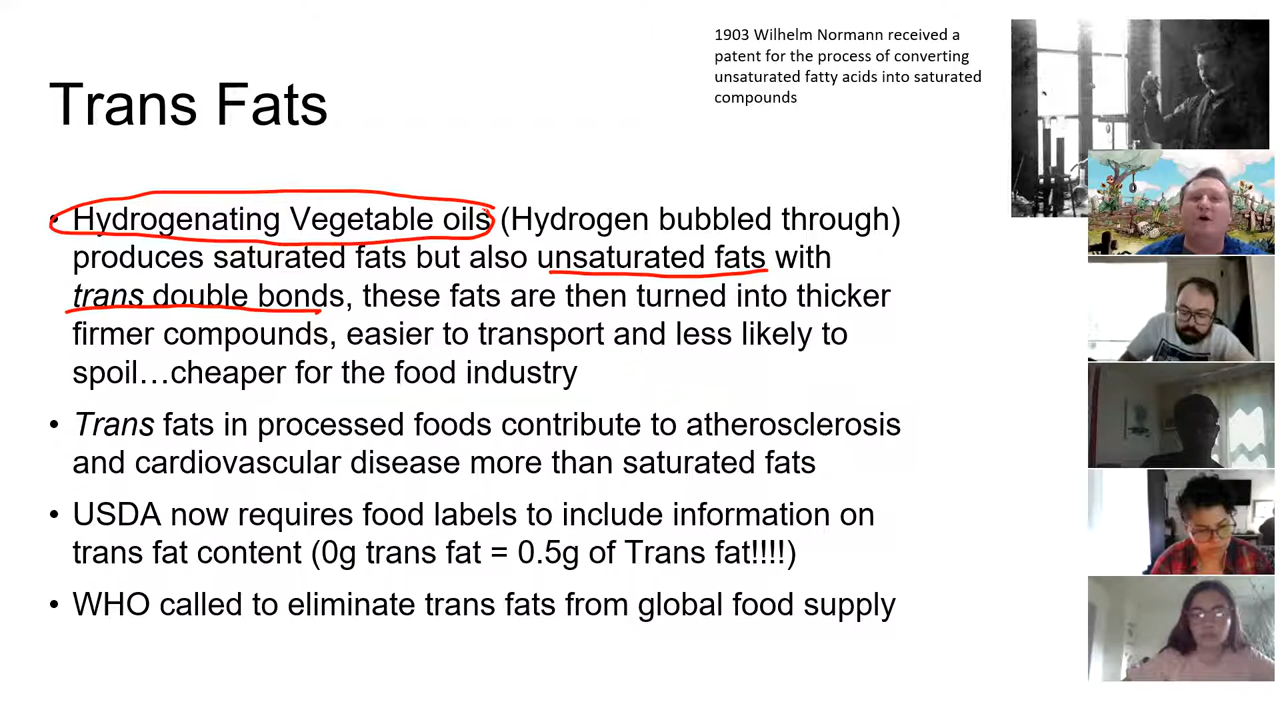 1903 Wilhelm Normann received a
patent for the process of converting
unsaturated fatty acids into saturated
compounds
Trans Fats
• Hydrogenating Vegetable oils (Hydrogen bubbled through)
produces saturated fats but also unsaturated fats with
trans double bonds, these fats are then turned into thicker
firmer compounds, easier to transport and less likely to
spoil…cheaper for the food industry
• Trans fats in processed foods contribute to atherosclerosis
and cardiovascular disease more than saturated fats
• USDA now requires food labels to include information on
trans fat content (0g trans fat = 0.5g of Trans fat!!!!)
• WHO called to eliminate trans fats from global food supply